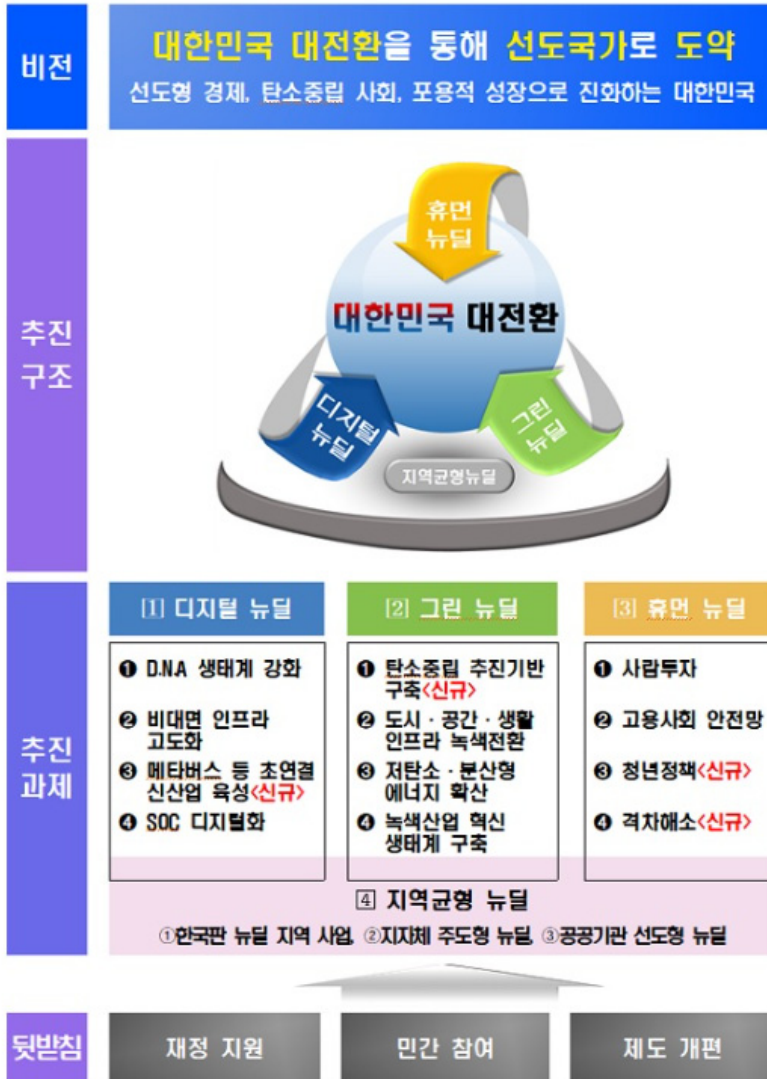 비전
대한민국 대전환을 통해 선도국가로 도약
선도형 경제, 탄소중립 사회, 포용적 성장으로 진화하는 대한민국
추진
구조
휴먼
뉴딜
대한민국 대전환
디지털
뉴딜
그린
뉴딜
지역균형뉴딜
추진
과제
[1] 디지털 뉴딜
❶ D.N.A 생태계 강화
❷ 비대면 인프라
고도화
❸ 메타버스 등 초연결
신산업 육성<신규>
❹ SOC 디지털화
[2] 그린 뉴딜
❶ 탄소중립 추진기반
구축<신규>
❷ 도시·공간·생활
인프라 녹색전환
❸ 저탄소·분산형
에너지 확산
❹ 녹색산업 혁신
생태계 구축
[3] 휴먼 뉴딜
❶ 사람투자
❷ 고용사회 안전망
❸ 청년정책<신규>
❹ 격차해소<신규>
4 지역균형 뉴딜
①한국판 뉴딜 지역 사업, ②지자체 주도형 뉴딜, ③공공기관 선도형 뉴딜
뒷받침
재정 지원
민간 참여
제도 개편